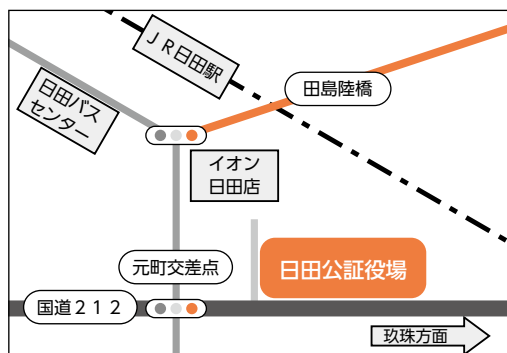 JR日田駅
田島陸橋
日田バス
センター
イオン
日田店
元町交差点
日田公証役場
国道２１２
玖珠方面